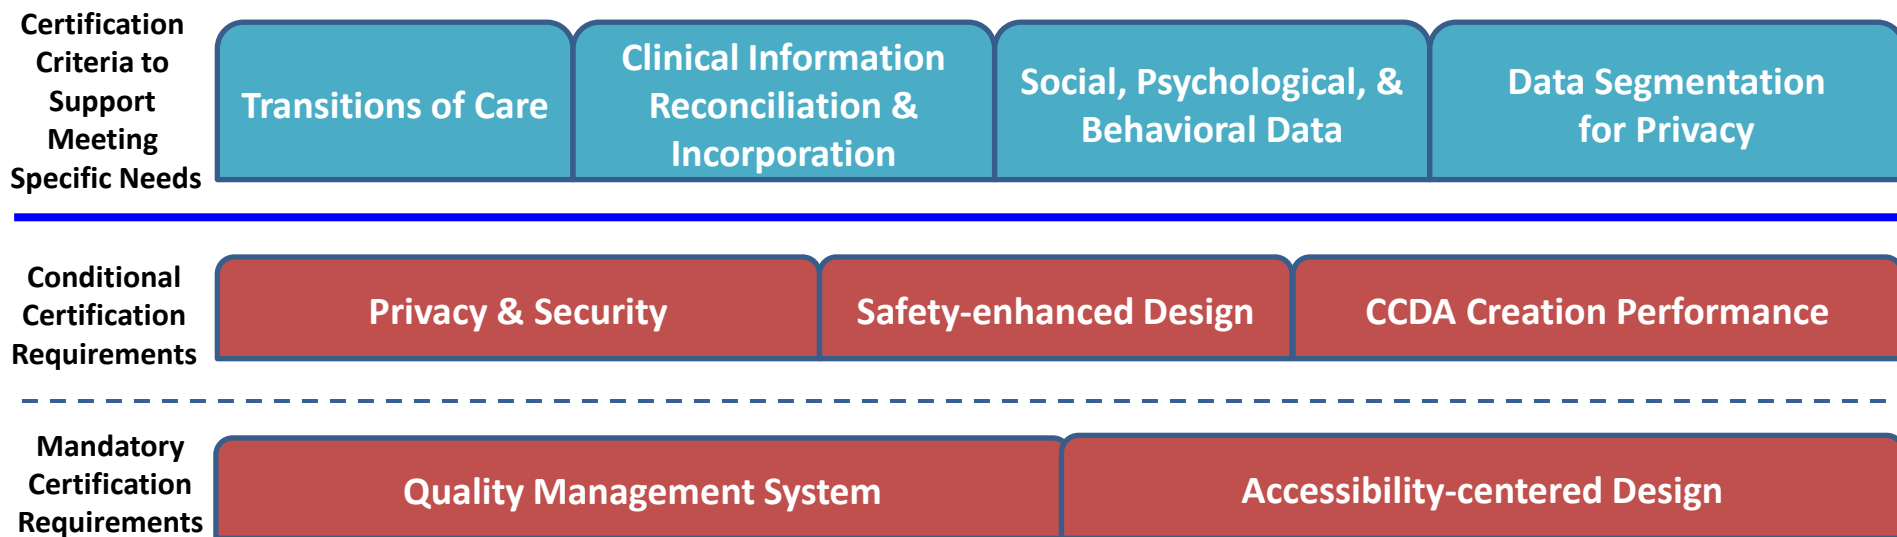 Certification
Criteria to
Support
Meeting
Specific Needs
Transitions of Care
Clinical Information
Reconciliation &
Incorporation
Social, Psychological, &
Behavioral Data
Data Segmentation
for Privacy
Conditional
Certification
Requirements
Privacy & Security
Safety-enhanced Design
CCDA Creation Performance
Mandatory
Certification
Requirements
Quality Management System
Accessibility-centered Design